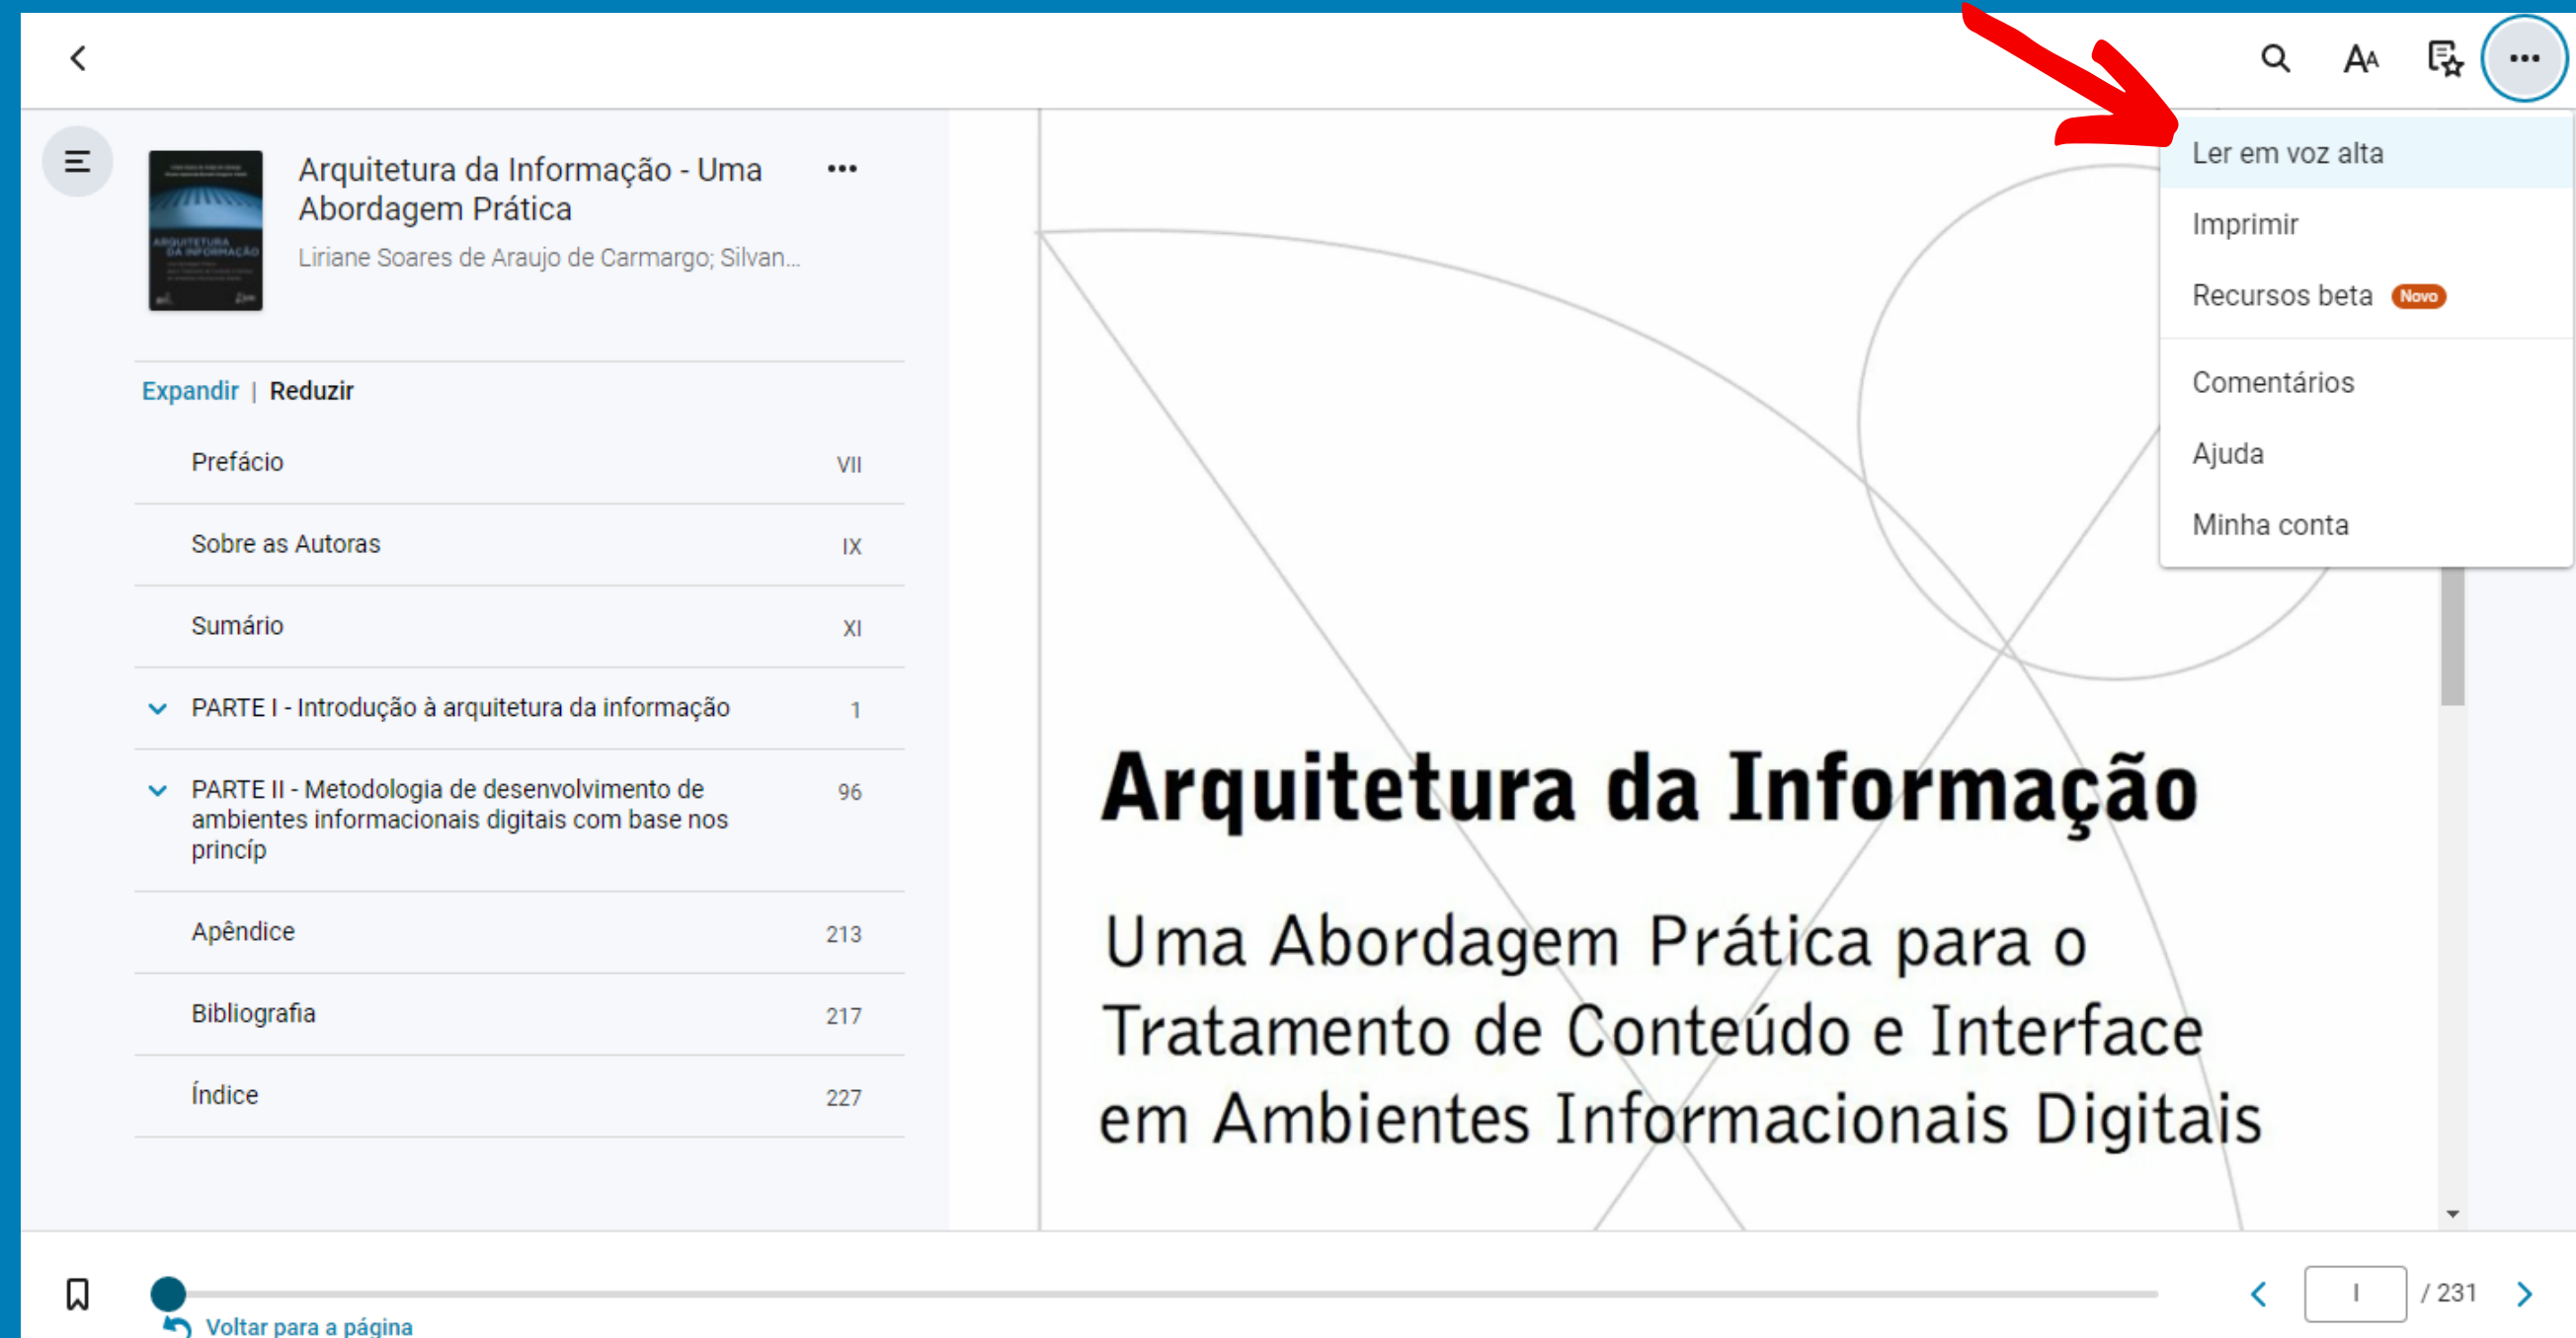 AA
Ler em voz alta
Imprimir
Recursos beta Novo
Comentários
Ajuda
Minha conta
Arquitetura da Informação - Uma
Abordagem Prática
Liriane Soares de Araujo de Carmargo; Silvan...
ARQUITETURA
DA INFORMAÇÃO
Expandir | Reduzir
Prefácio VII
Sobre as Autoras IX
Sumário XI
PARTE I - Introdução à arquitetura da informação 1
PARTE II - Metodologia de desenvolvimento de 96
ambientes informacionais digitais com base nos
princíp
Apêndice 213
Bibliografia 217
Índice 227
Arquitetura da Informação
Uma Abordagem Prática para o
Tratamento de Conteúdo e Interface
em Ambientes Informacionais Digitais
I / 231
Voltar para a página